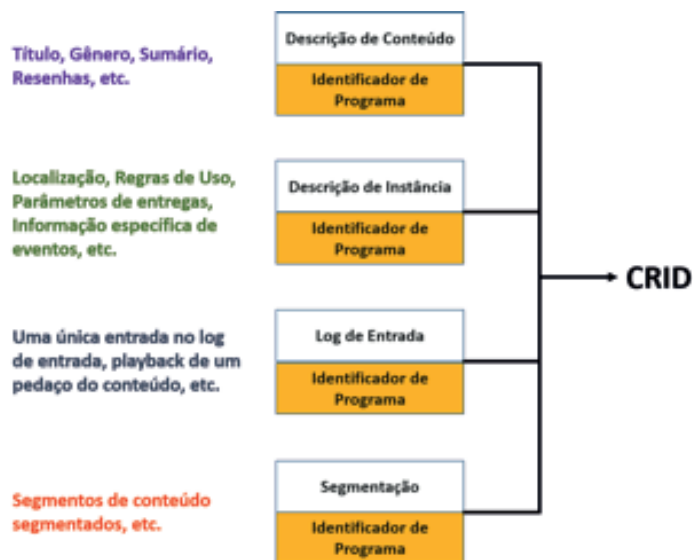 Título, Gênero, Sumário,
Resenhas, etc.
Descrição de Conteúdo
Identificador de
Programa
Localização, Regras de Uso,
Parâmetros de entregas,
Informação específica de
eventos, etc.
Descrição de Instância
Identificador de
Programa
CRID
Uma única entrada no log
de entrada, playback de um
pedaço do conteúdo, etc.
Log de Entrada
Identificador de
Programa
Segmentos de conteúdo
segmentados, etc.
Segmentação
Identificador de
Programa